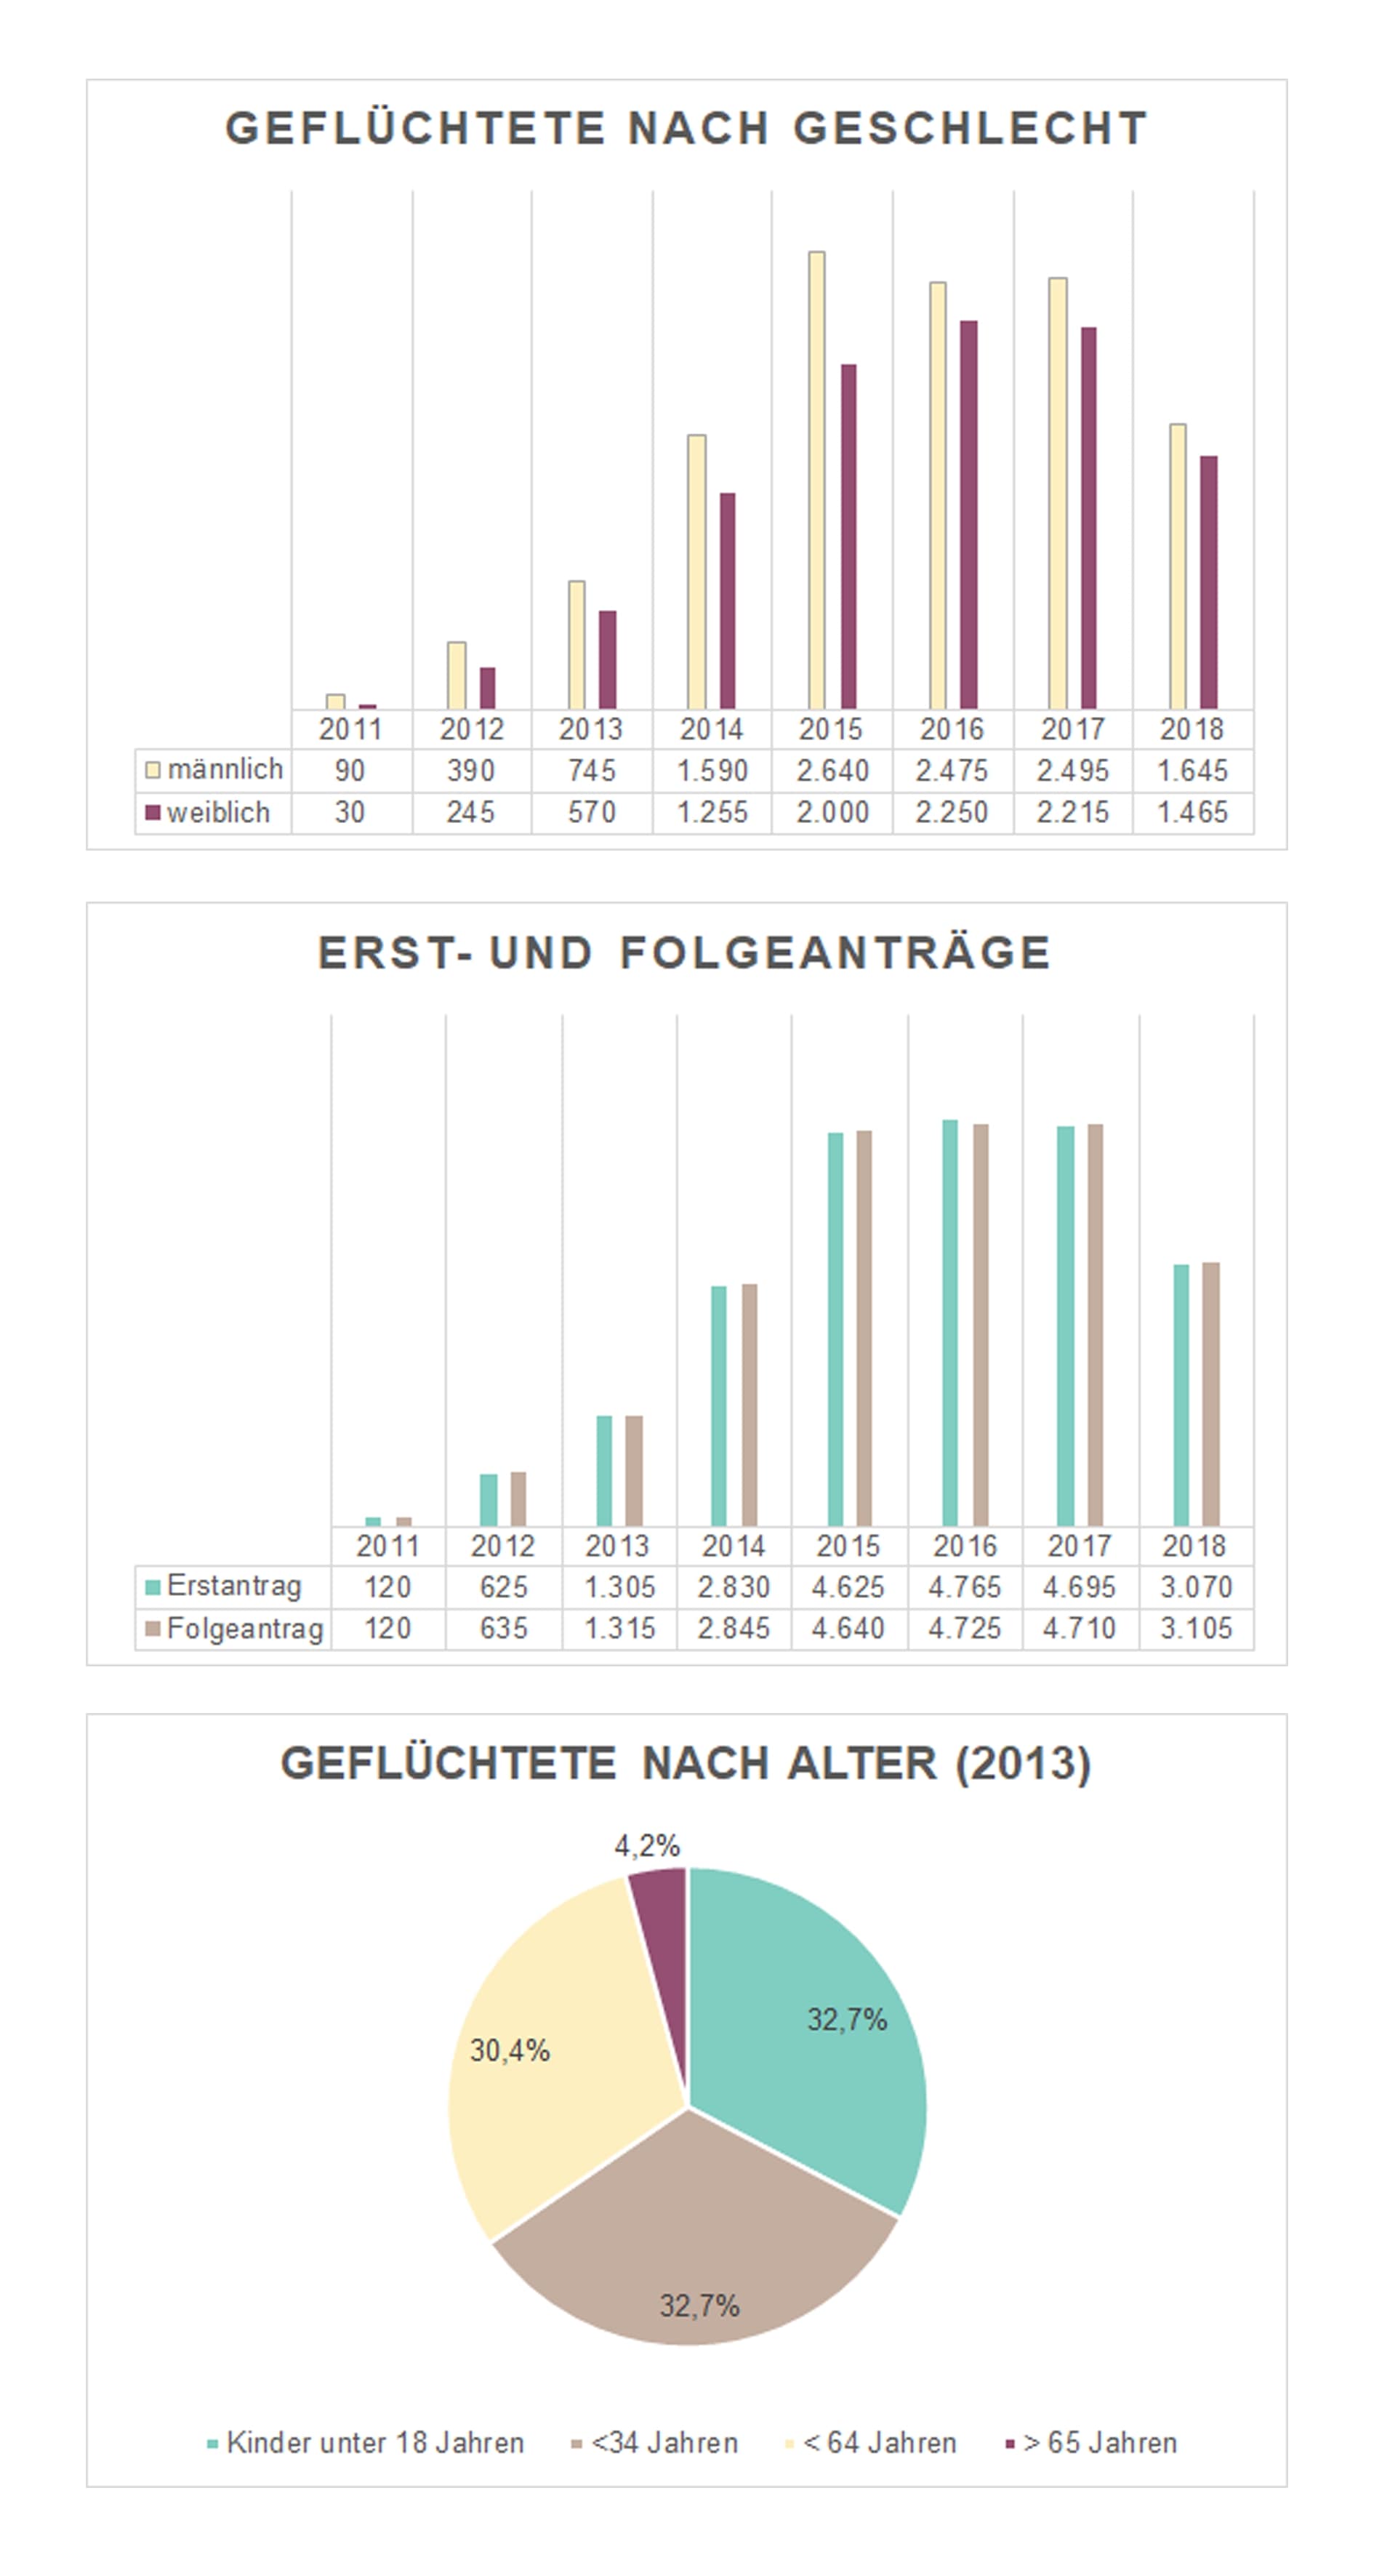 GEFLÜCHTETE NACH GESCHLECHT
2011 2012 2013 2014 2015 2016 2017 2018
männlich 90 390 745 1.590 2.640 2.475 2.495 1.645
weiblich 30 245 570 1.255 2.000 2.250 2.215 1.465
ERST- UND FOLGEANTRÄGE
2011 2012 2013 2014 2015 2016 2017 2018
Erstantrag 120 625 1.305 2.830 4.625 4.765 4.695 3.070
Folgeantrag 120 635 1.315 2.845 4.640 4.725 4.710 3.105
GEFLÜCHTETE NACH ALTER (2013)
4,2%
32,7%
30,4%
32,7%
Kinder unter 18 Jahren <34 Jahren < 64 Jahren > 65 Jahren